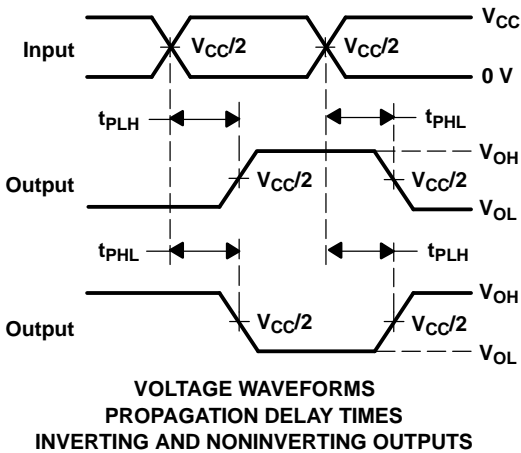 V_CC
Input
V_CC/2
V_CC/2
0 V
t_PLH
t_PHL
V_OH
Output
V_CC/2
V_CC/2
V_OL
t_PHL
t_PLH
V_OH
Output
V_CC/2
V_CC/2
V_OL
VOLTAGE WAVEFORMS
PROPAGATION DELAY TIMES
INVERTING AND NONINVERTING OUTPUTS